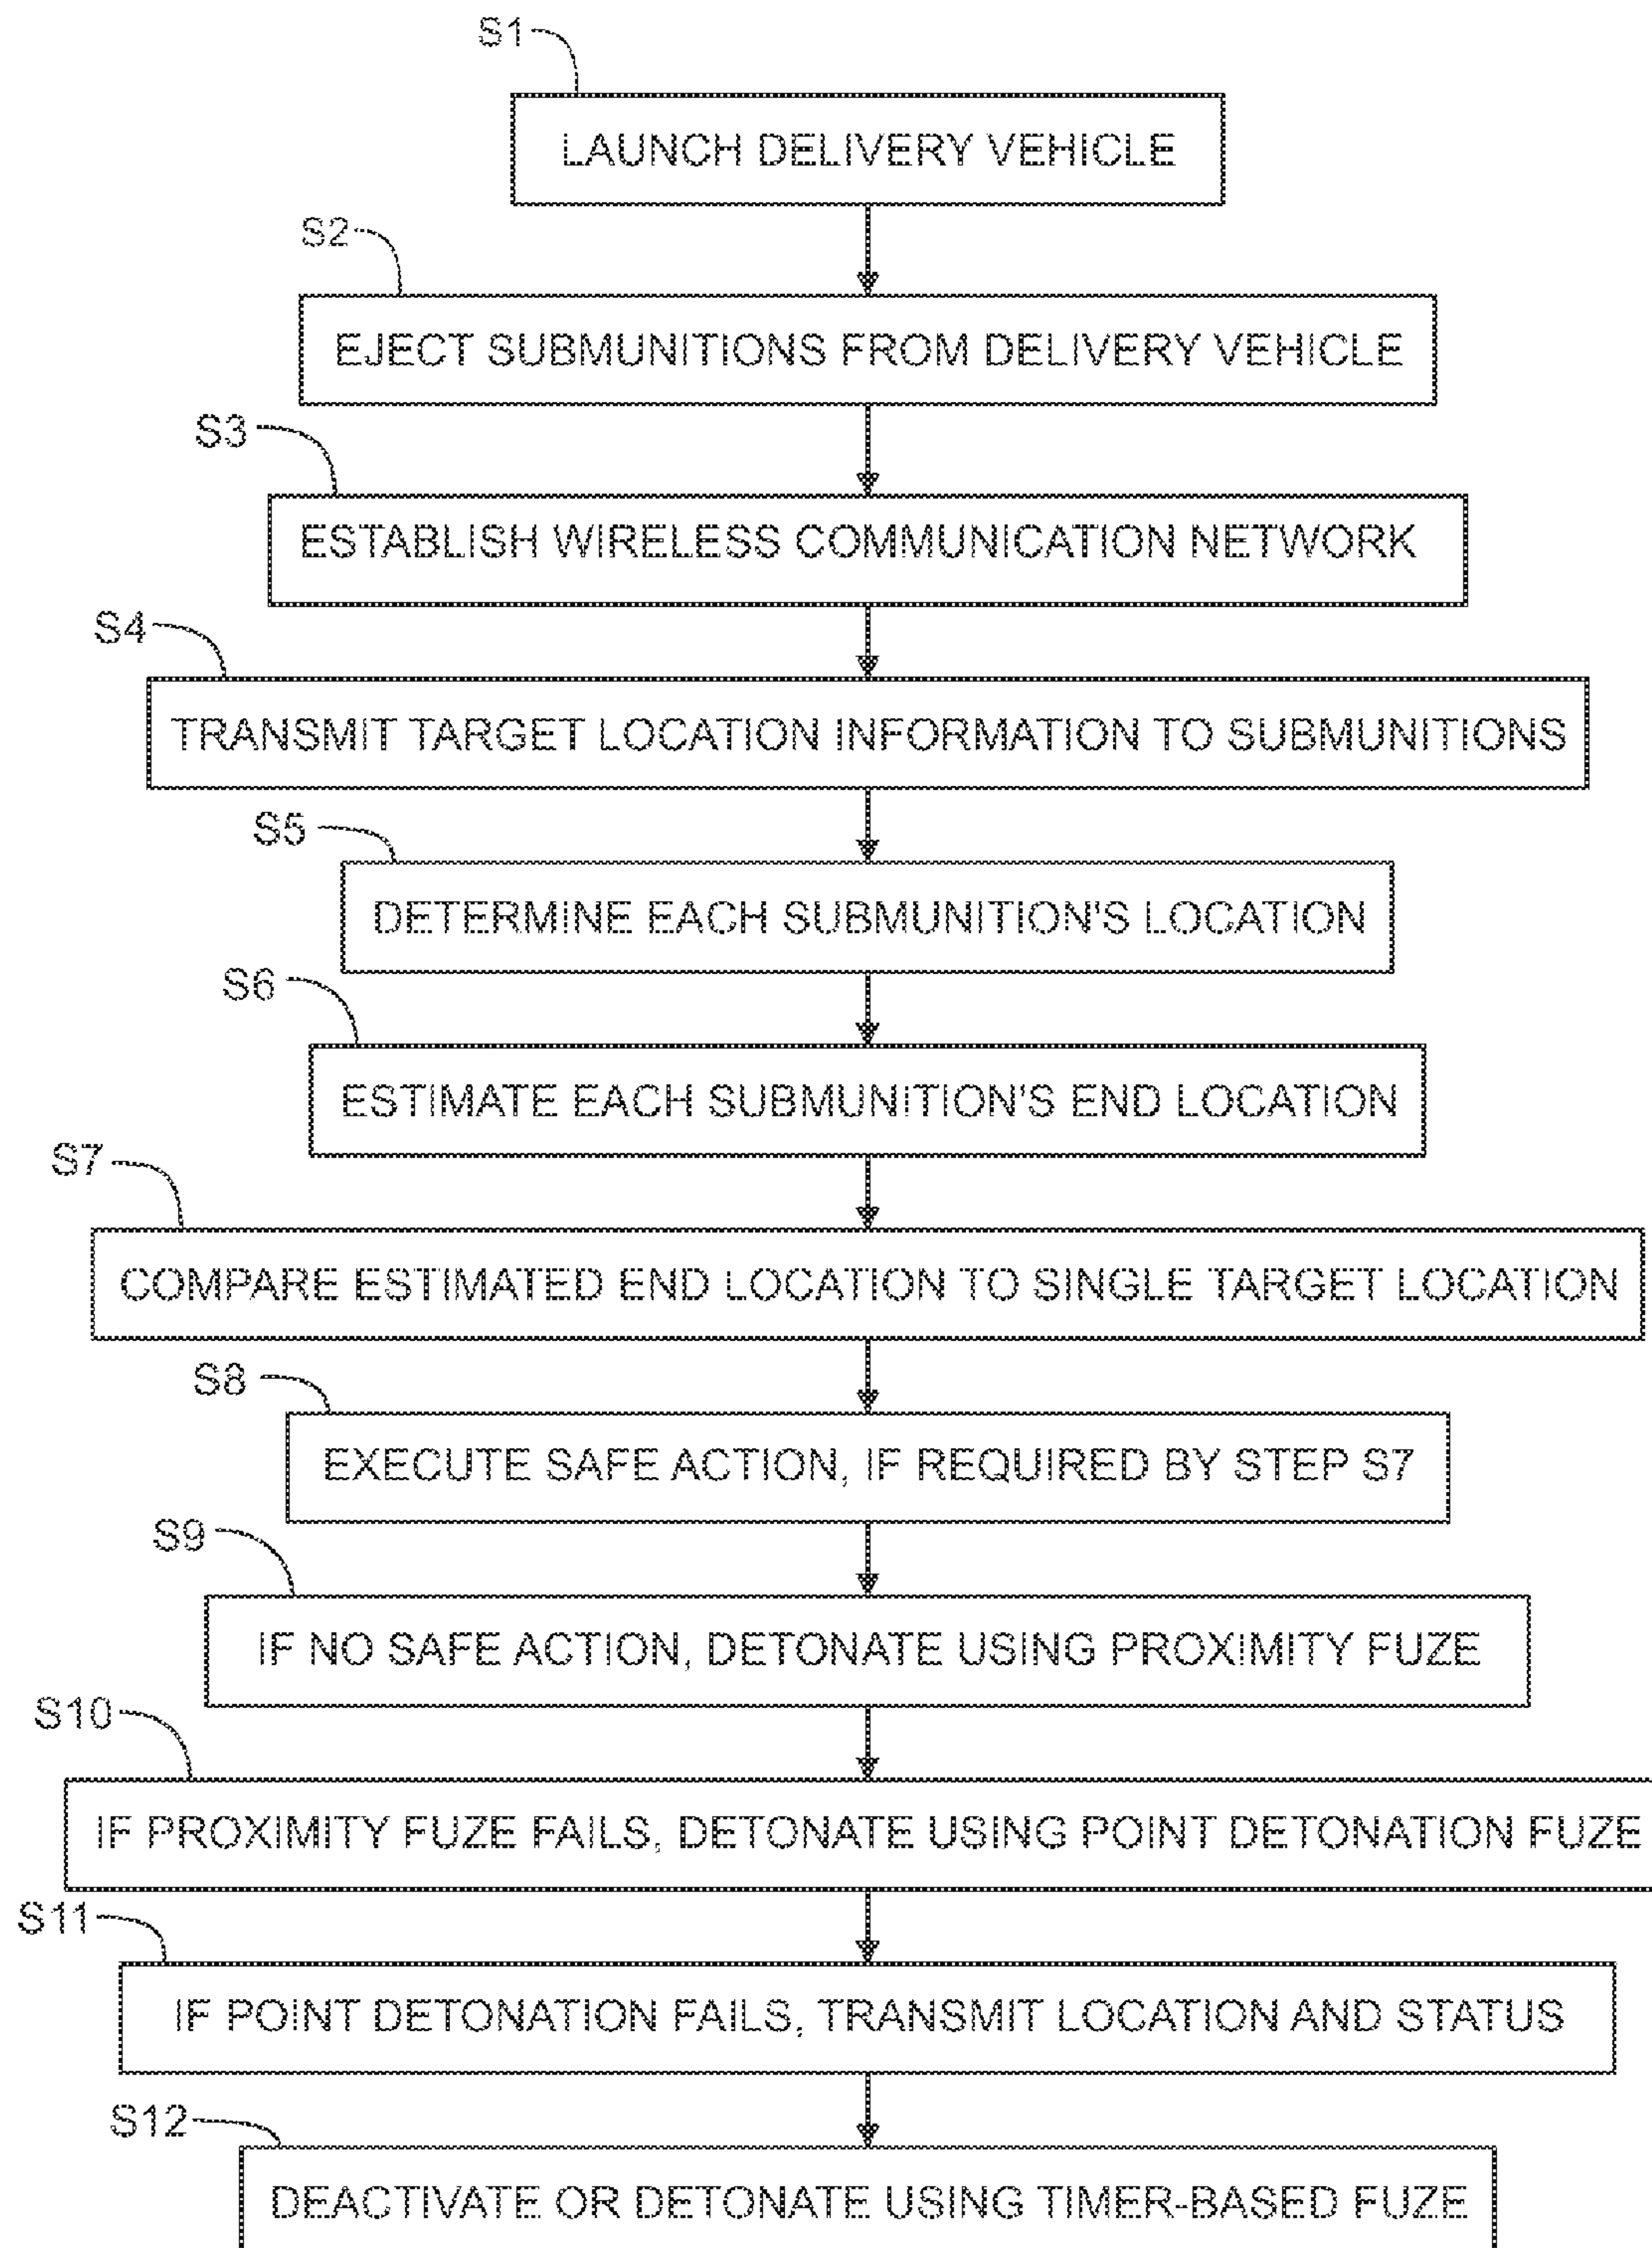 S1
LAUNCH DELIVERY VEHICLE
S2
EJECT SUBMUNITIONS FROM DELIVERY VEHICLE
S3
ESTABLISH WIRELESS COMMUNICATION NETWORK
S4
TRANSMIT TARGET LOCATION INFORMATION TO SUBMUNITIONS
S5
DETERMINE EACH SUBMUNITION'S LOCATION
S6
ESTIMATE EACH SUBMUNITION'S END LOCATION
S7
COMPARE ESTIMATED END LOCATION TO SINGLE TARGET LOCATION
S8
EXECUTE SAFE ACTION, IF REQUIRED BY STEP S7
S9
IF NO SAFE ACTION, DETONATE USING PROXIMITY FUZE
S10
IF PROXIMITY FUZE FAILS, DETONATE USING POINT DETONATION FUZE
S11
IF POINT DETONATION FAILS, TRANSMIT LOCATION AND STATUS
S12
DEACTIVATE OR DETONATE USING TIMER-BASED FUZE